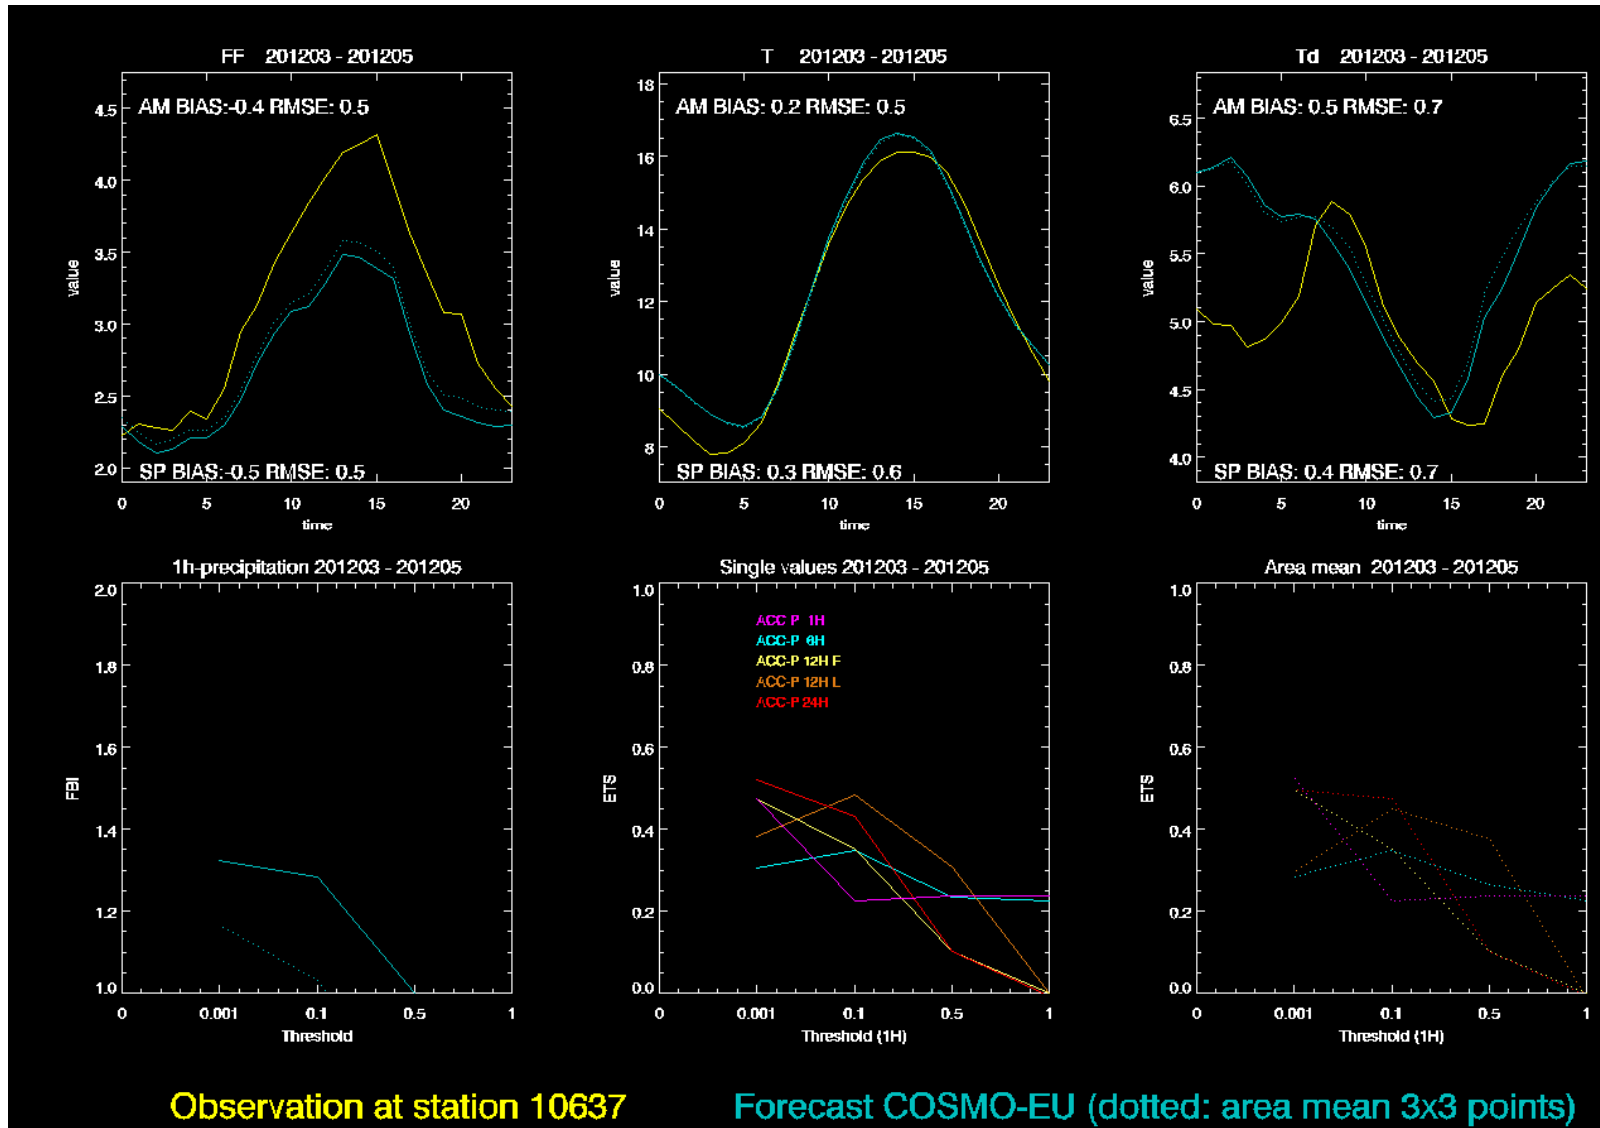 FF 201203 - 201205
AM BIAS:-0.4 RMSE: 0.5
4.5
4.0
3.5
3.0
2.5
2.0
value
SP BIAS:-0.5 RMSE: 0.5
0 5 10 15 20
time
T 201203 - 201205
AM BIAS: 0.2 RMSE: 0.5
18
16
14
12
10
8
value
SP BIAS: 0.3 RMSE: 0.6
0 5 10 15 20
time
Td 201203 - 201205
AM BIAS: 0.5 RMSE: 0.7
6.5
6.0
5.5
5.0
4.5
4.0
value
SP BIAS: 0.4 RMSE: 0.7
0 5 10 15 20
time
1h-precipitation 201203 - 201205
2.0
1.8
1.6
1.4
1.2
1.0
FBI
0 0.001 0.1 0.5 1
Threshold
Single values 201203 - 201205
1.0
0.8
0.6
0.4
0.2
0.0
ETS
ACC P 1H
ACC-P 6H
ACC-P 12H F
ACC-P 12H L
ACC-P 24H
0 0.001 0.1 0.5 1
Threshold (1H)
Area mean 201203 - 201205
1.0
0.8
0.6
0.4
0.2
0.0
ETS
0 0.001 0.1 0.5 1
Threshold (1H)
Observation at station 10637
Forecast COSMO-EU (dotted: area mean 3x3 points)